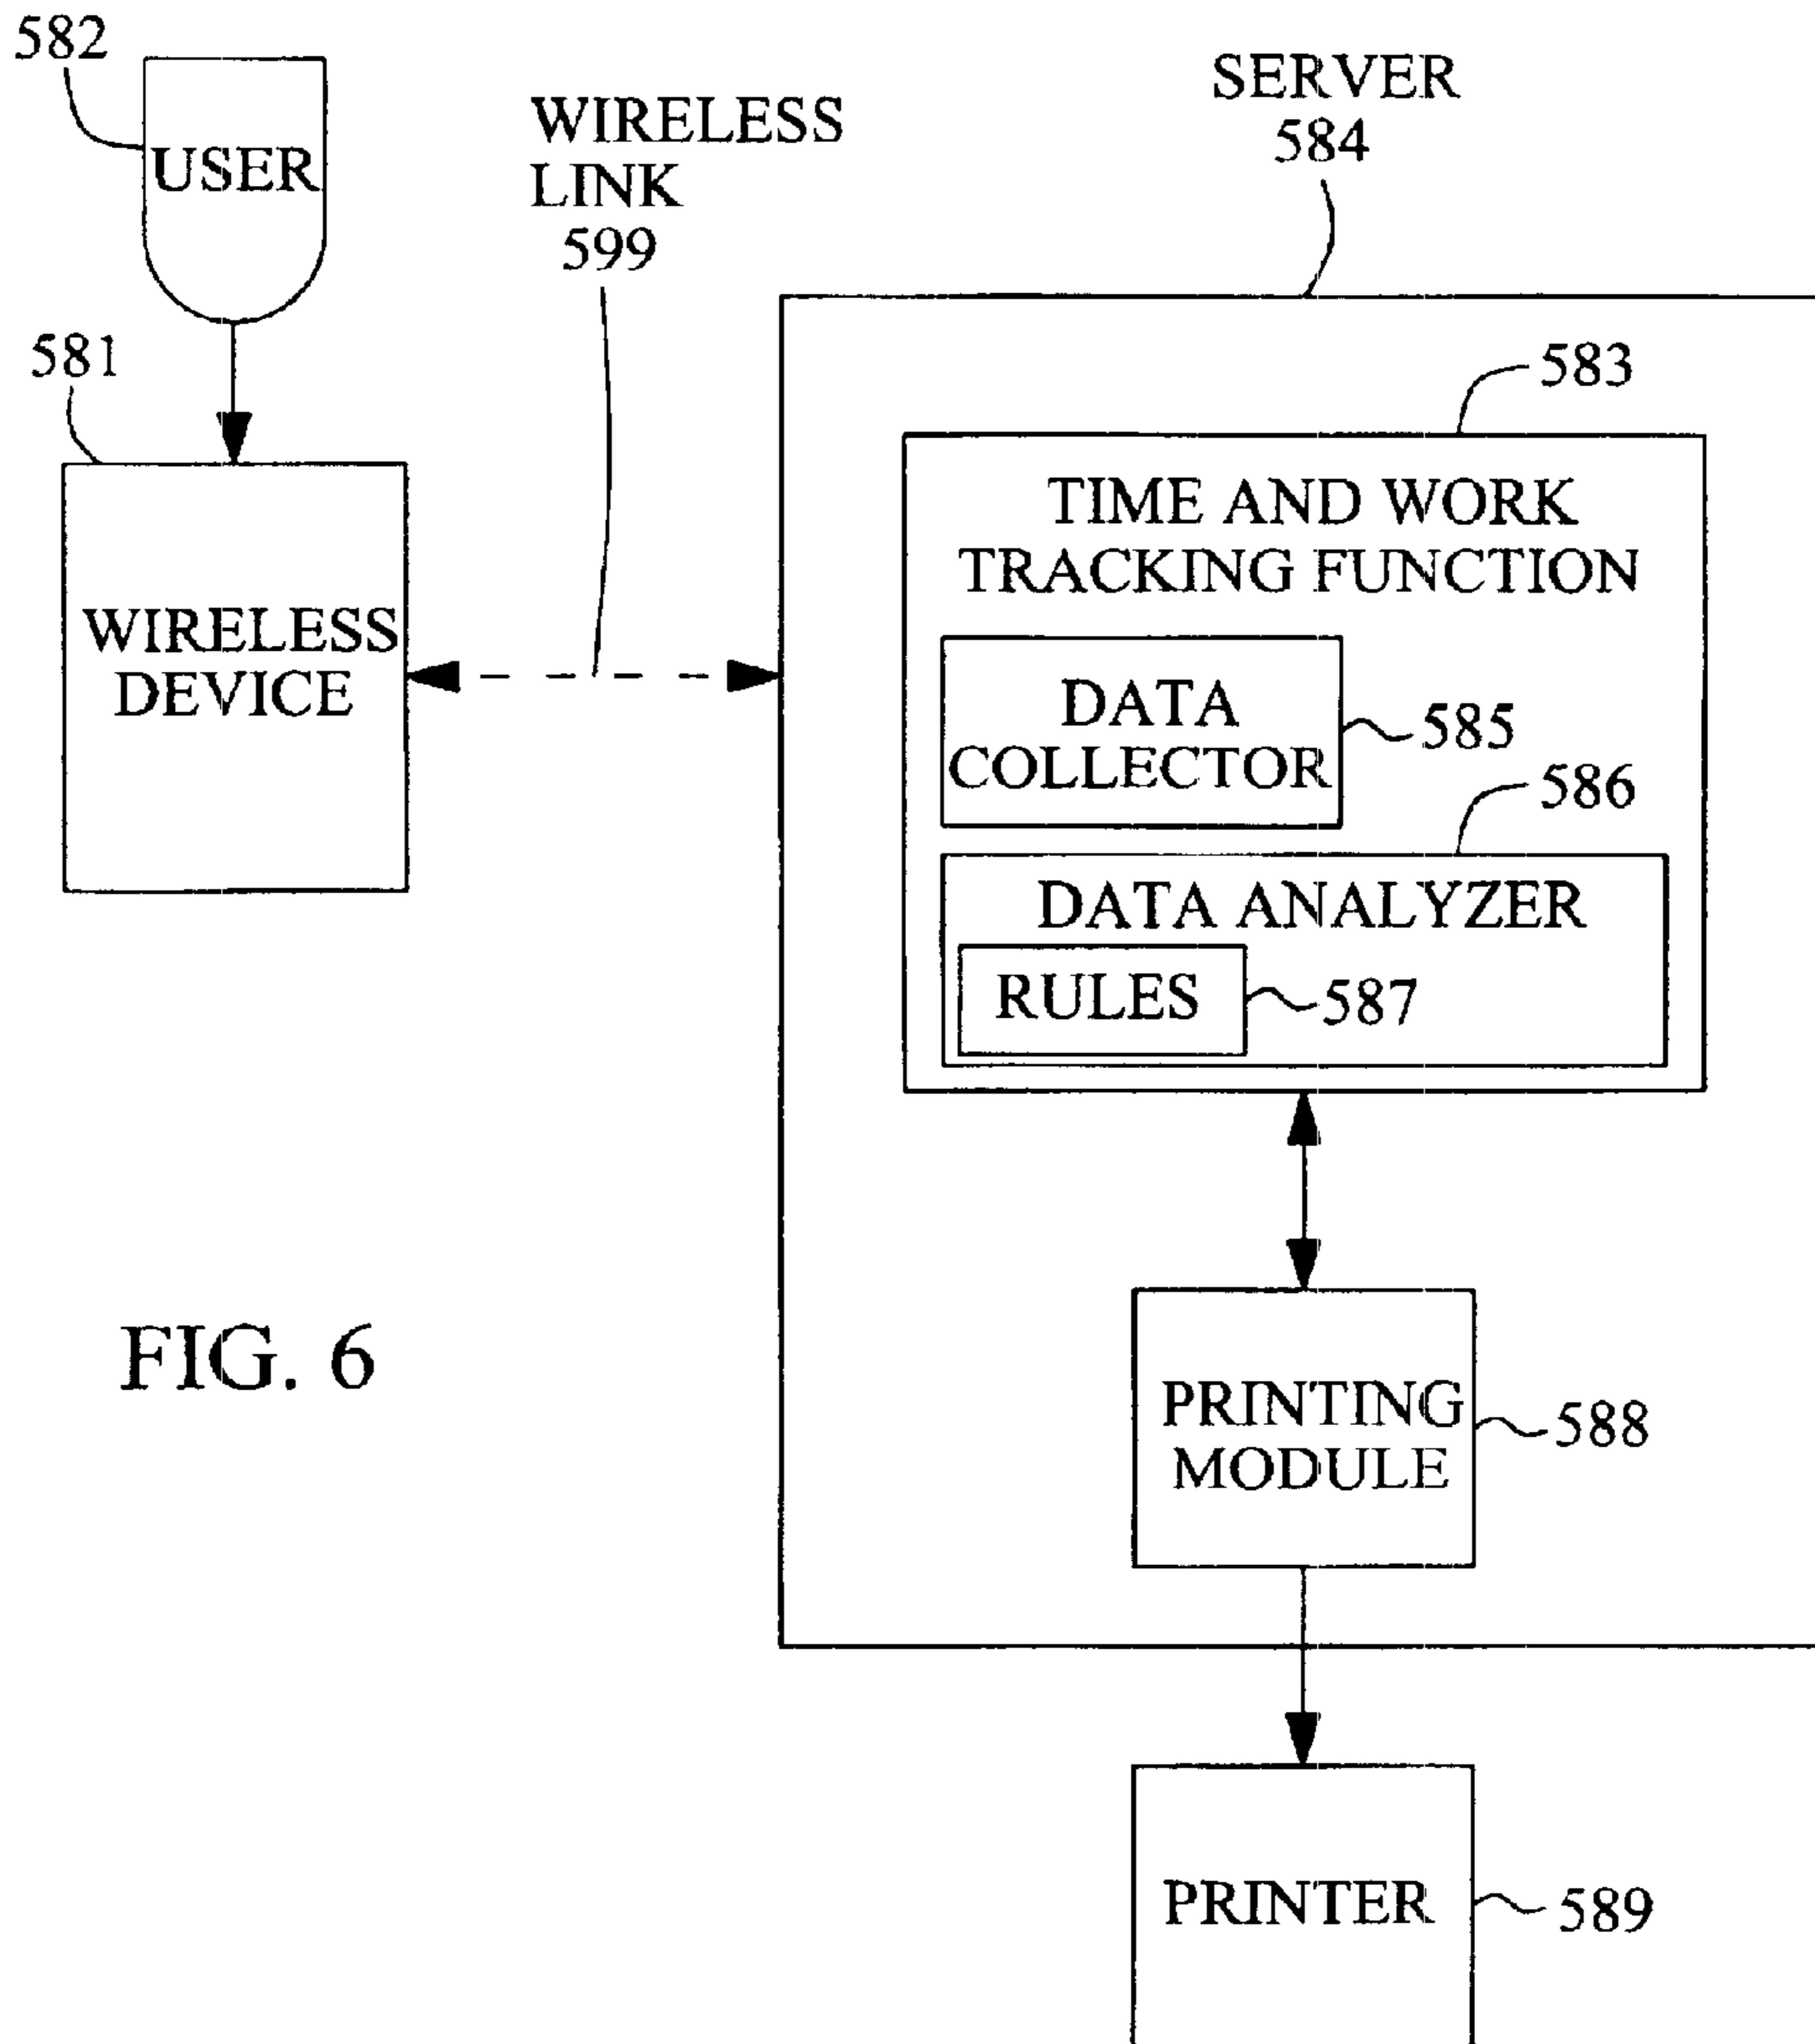 582
USER
WIRELESS
LINK
599
SERVER
584
581
583
WIRELESS
DEVICE
TIME AND WORK
TRACKING FUNCTION
DATA
COLLECTOR
585
586
DATA ANALYZER
RULES
587
FIG. 6
PRINTING
MODULE
588
PRINTER
589